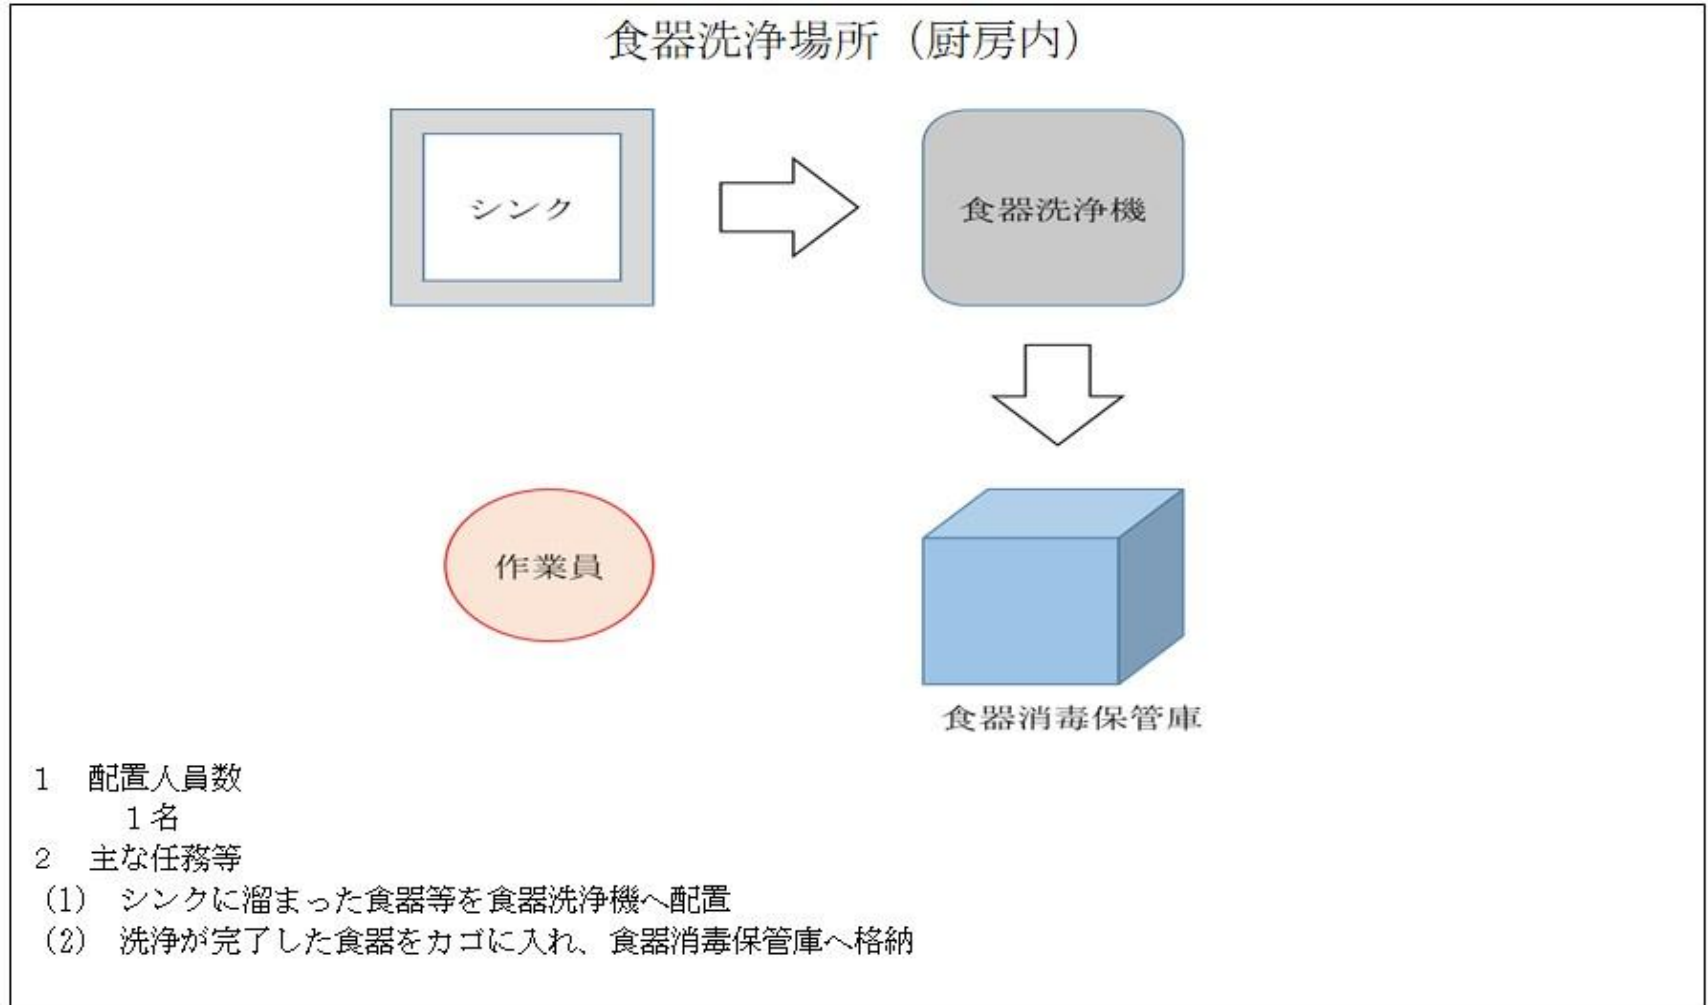 食器洗浄場所（厨房内）
シンク
食器洗浄機
作業員
食器消毒保管庫
1　配置人員数
１名
2　主な任務等
(1)　シンクに溜まった食器等を食器洗浄機へ配置
(2)　洗浄が完了した食器をカゴに入れ、食器消毒保管庫へ格納